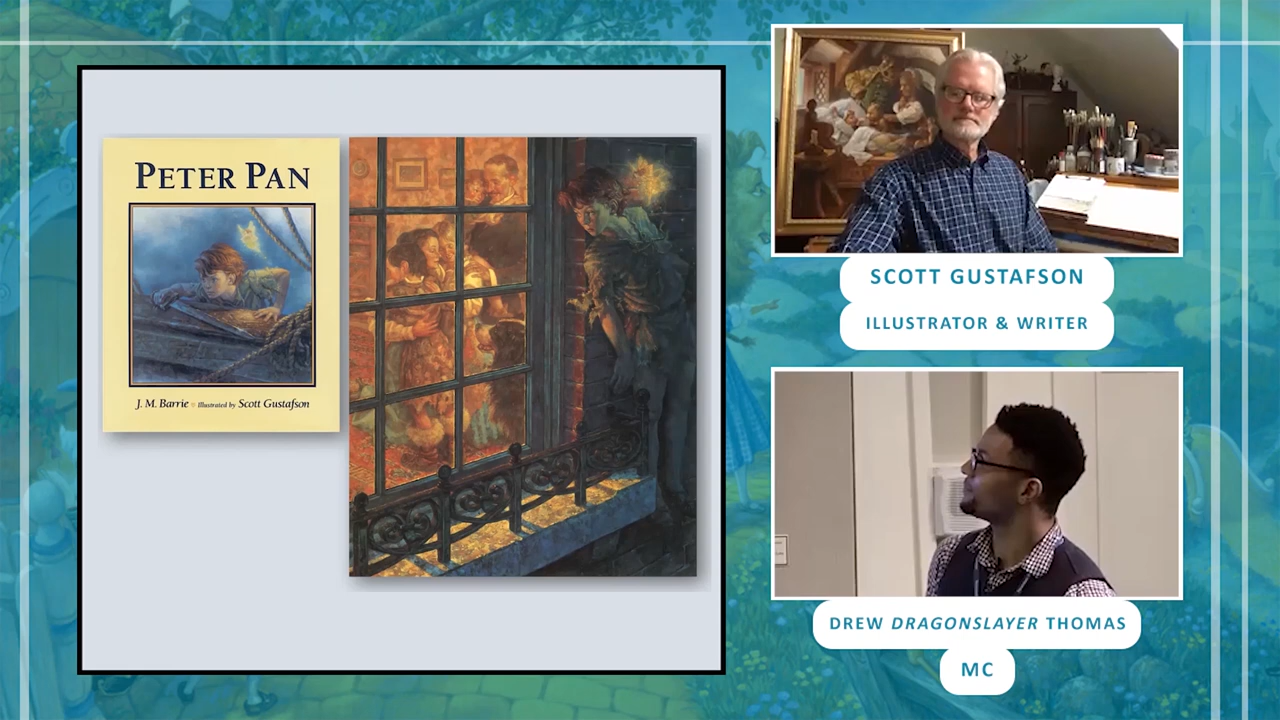 PETER PAN
J. M. Barrie Illustrated by Scott Gustafson
SCOTT GUSTAFSON
ILLUSTRATOR & WRITER
DREW DRAGONSLAYER THOMAS
MC